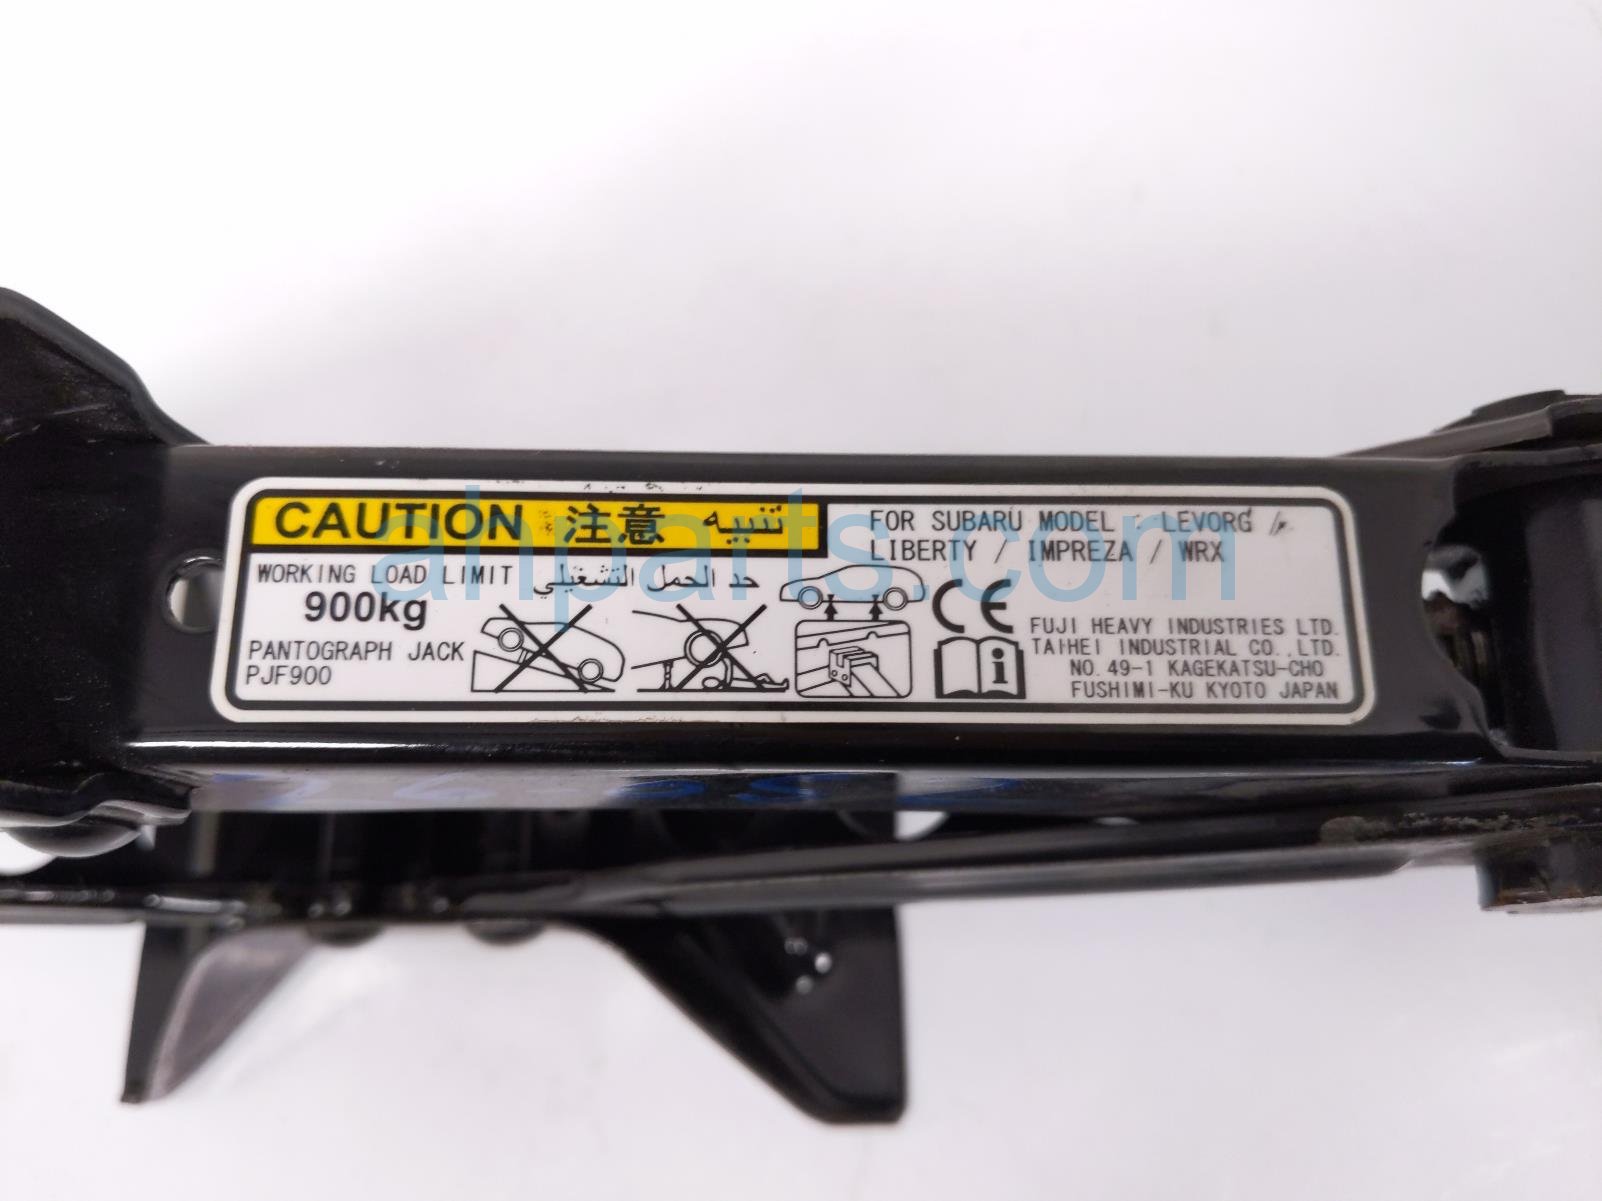 CAUTION 注意 تنبيه
FOR SUBARU MODEL : LEVORG /
LIBERTY / IMPREZA / WRX
WORKING LOAD LIMIT حد الحمل التشغيلي
900kg
PANTOGRAPH JACK
PJF900
CE
i
FUJI HEAVY INDUSTRIES LTD.
TAIHEI INDUSTRIAL CO.,LTD.
NO.49-1 KAGEKATSU-CHO
FUSHIMI-KU KYOTO JAPAN
ahparts.com